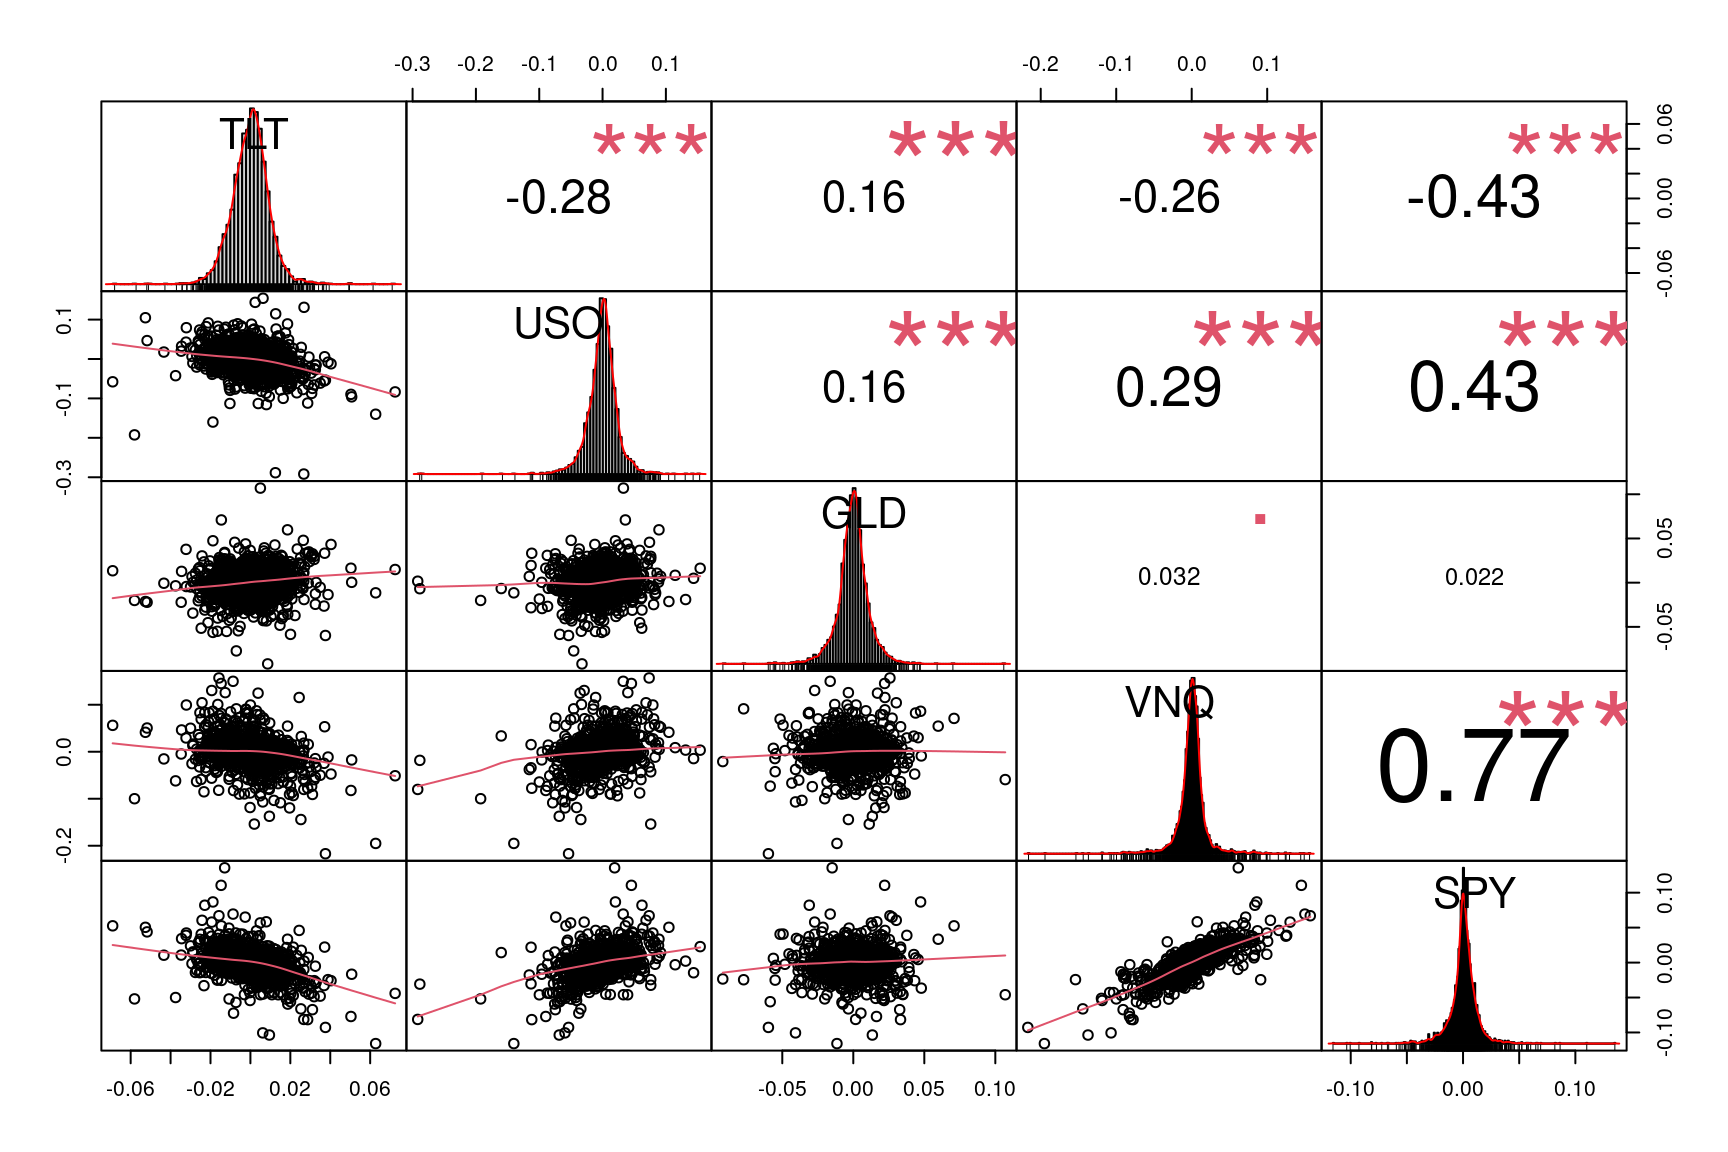 -0.3 -0.2 -0.1 0.0 0.1 -0.2 -0.1 0.0 0.1
TLT *** *** *** ***
-0.28 0.16 -0.26 -0.43
-0.06 0.00 0.06
USO *** *** ***
0.16 0.29 0.43
-0.3 -0.1 0.1
GLD
0.032 0.022
-0.05 0.05
VNQ ***
0.77
-0.2 0.0
SPY
-0.10 0.00 0.10
-0.06 -0.02 0.02 0.06 -0.05 0.00 0.05 0.10 -0.10 0.00 0.10